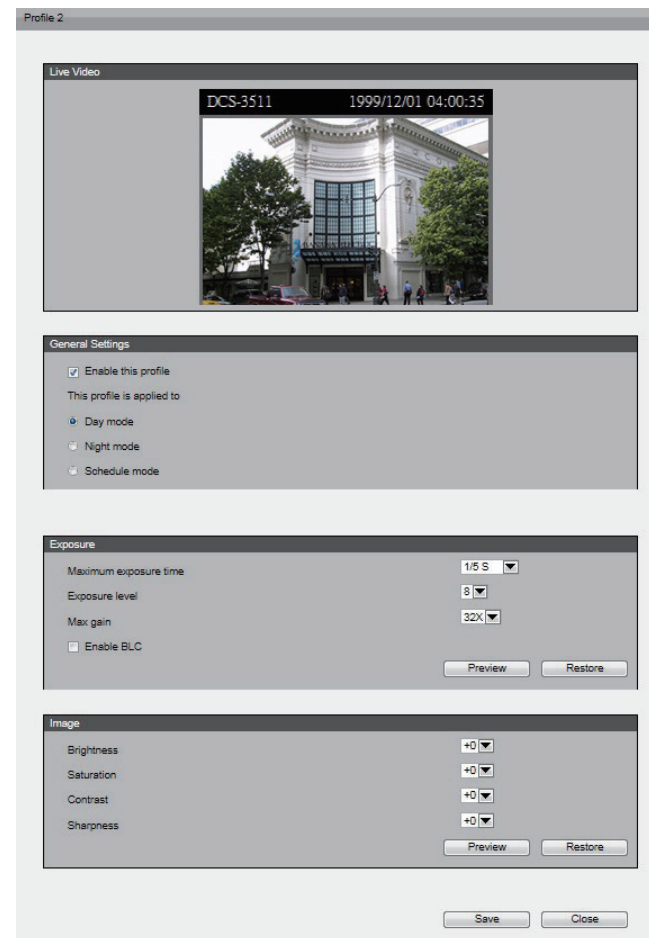 Profile 2
Live Video
DCS-3511 1999/12/01 04:00:35
General Settings
Enable this profile
This profile is applied to
Day mode
Night mode
Schedule mode
Exposure
Maximum exposure time 1/5 S
Exposure level 8
Max gain 32X
Enable BLC
Preview Restore
Image
Brightness +0
Saturation +0
Contrast +0
Sharpness +0
Preview Restore
Save Close